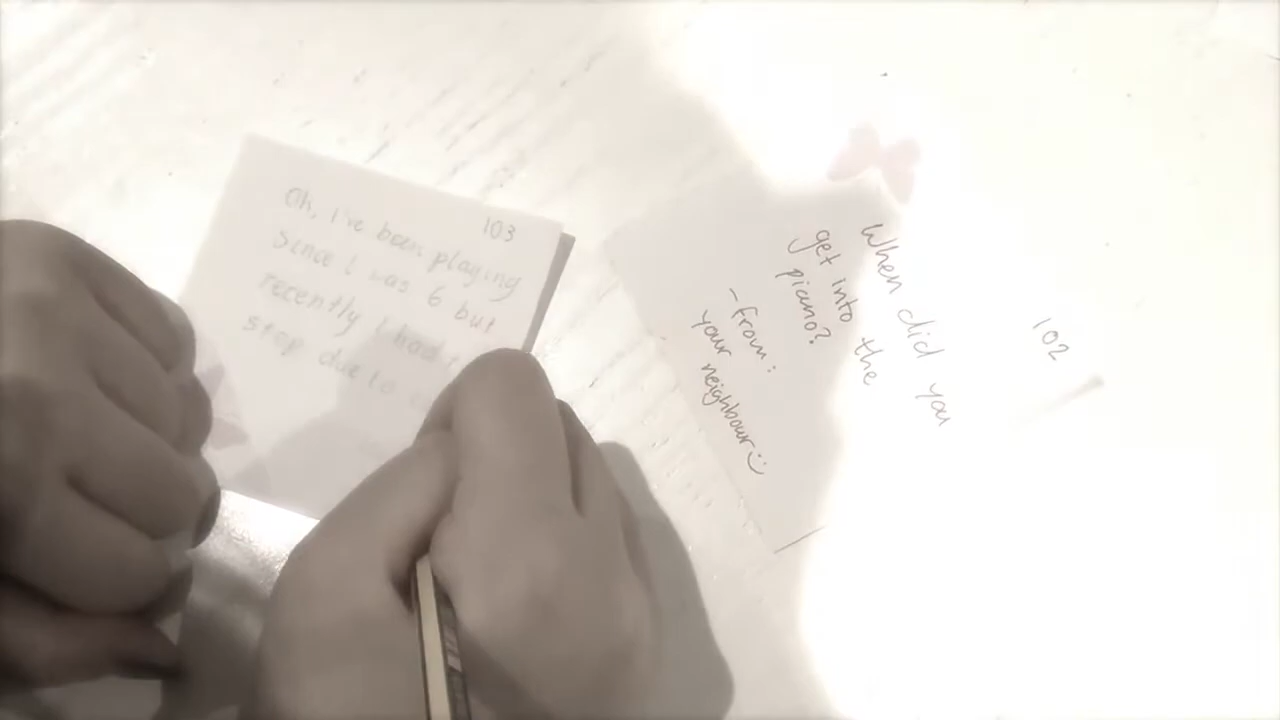 103
Oh, I've been playing
since I was 6 but
recently I had
stop due to
102
When did you
get into the
piano?
-from:
your neighbour :)